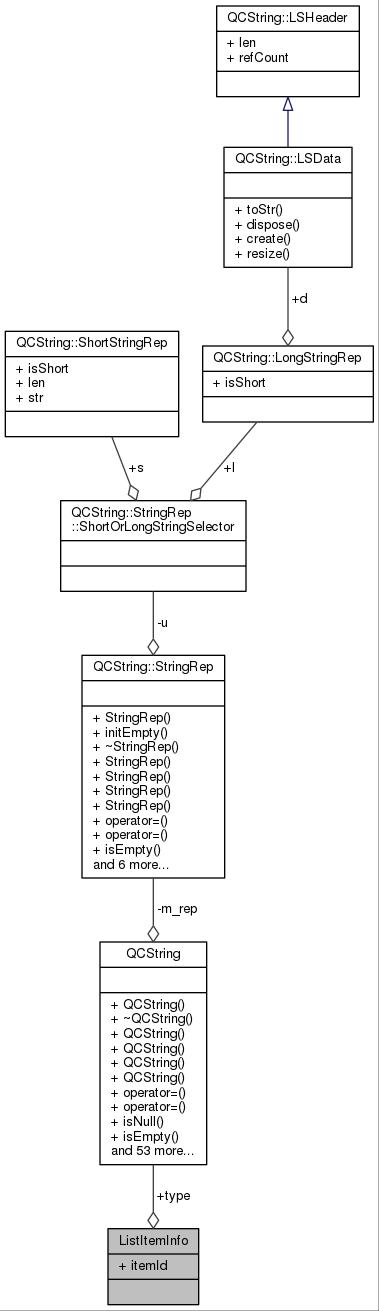 QCString::LSHeader
+ len
+ refCount
QCString::LSData
+ toStr()
+ dispose()
+ create()
+ resize()
+d
QCString::ShortStringRep
+ isShort
+ len
+ str
QCString::LongStringRep
+ isShort
+s
+l
QCString::StringRep
::ShortOrLongStringSelector
-u
QCString::StringRep
+ StringRep()
+ initEmpty()
+ ~StringRep()
+ StringRep()
+ StringRep()
+ StringRep()
+ StringRep()
+ operator=()
+ operator=()
+ isEmpty()
and 6 more...
-m_rep
QCString
+ QCString()
+ ~QCString()
+ QCString()
+ QCString()
+ QCString()
+ QCString()
+ operator=()
+ operator=()
+ isNull()
+ isEmpty()
and 53 more...
+type
ListItemInfo
+ itemId